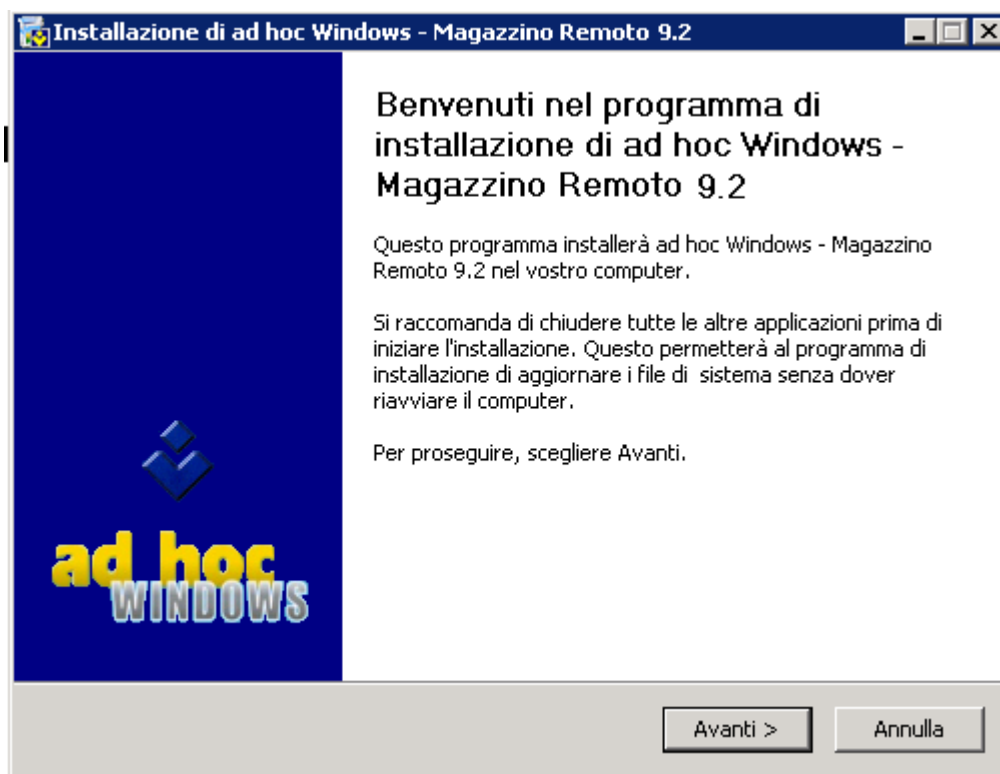 Installazione di ad hoc Windows - Magazzino Remoto 9.2
Benvenuti nel programma di
installazione di ad hoc Windows -
Magazzino Remoto 9.2
Questo programma installerà ad hoc Windows - Magazzino
Remoto 9.2 nel vostro computer.
Si raccomanda di chiudere tutte le altre applicazioni prima di
iniziare l'installazione. Questo permetterà al programma di
installazione di aggiornare i file di sistema senza dover
riavviare il computer.
Per proseguire, scegliere Avanti.
ad hoc
WINDOWS
Avanti >
Annulla